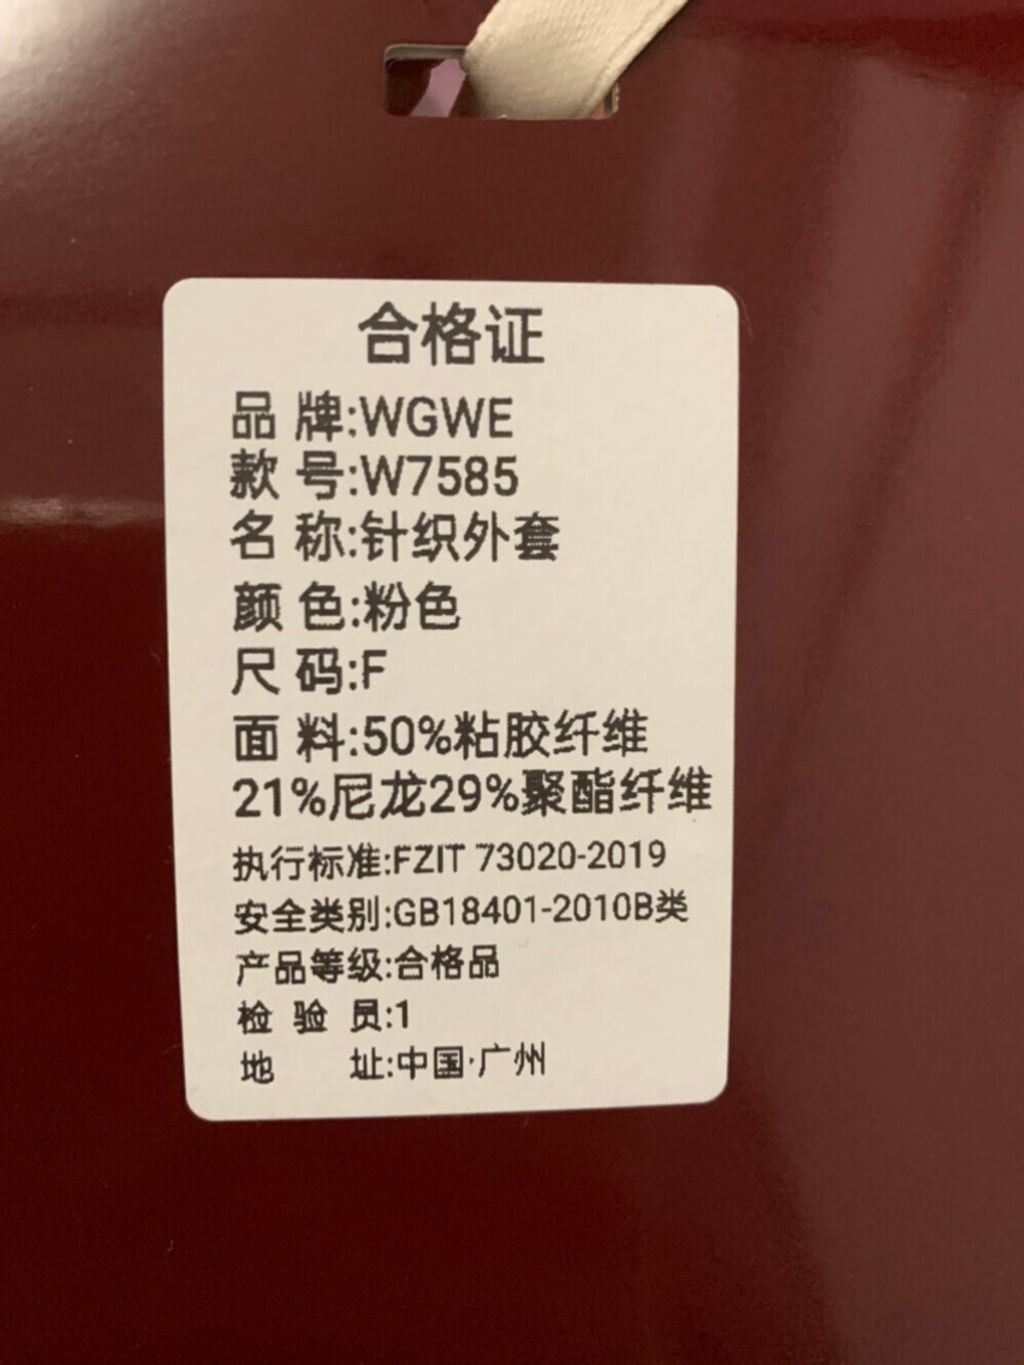 合格证
品 牌:WGWE
款 号:W7585
名 称:针织外套
颜 色:粉色
尺 码:F
面 料:50%粘胶纤维
21%尼龙29%聚酯纤维
执行标准:FZIT 73020-2019
安全类别:GB18401-2010B类
产品等级:合格品
检 验 员:1
地 址:中国·广州